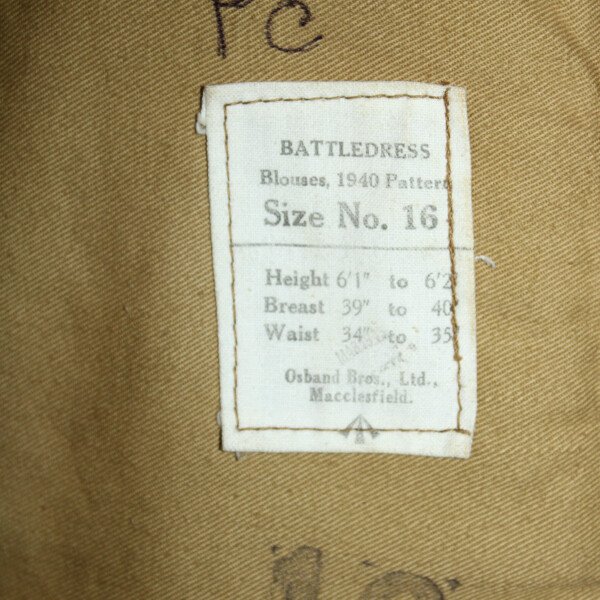 PC
BATTLEDRESS
Blouses, 1940 Pattern
Size No. 16
Height 6'1" to 6'2"
Breast 39" to 40"
Waist 34" to 35"
Osband Bros., Ltd.,
Macclesfield.